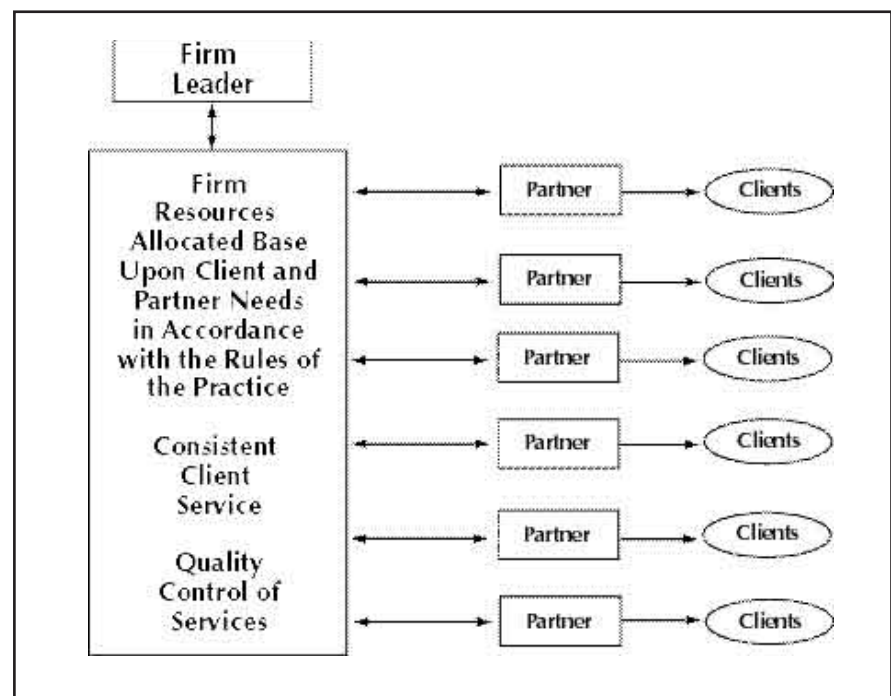 Firm
Leader
Firm
Resources
Allocated Base
Upon Client and
Partner Needs
in Accordance
with the Rules of
the Practice
Consistent
Client
Service
Quality
Control of
Services
Partner
Clients
Partner
Clients
Partner
Clients
Partner
Clients
Partner
Clients
Partner
Clients